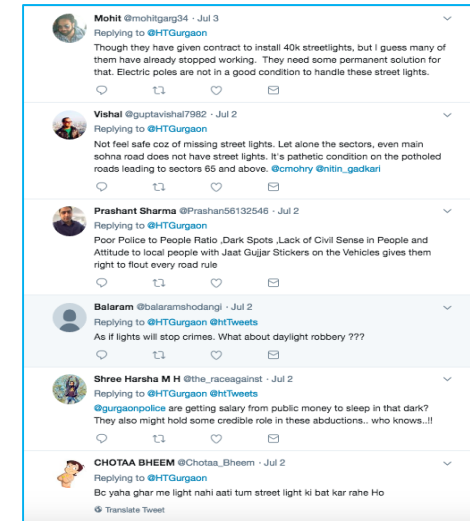 Mohit @mohitgarg34 · Jul 3
Replying to @HTGurgaon
Though they have given contract to install 40k streetlights, but I guess many of
them have already stopped working. They need some permanent solution for
that. Electric poles are not in a good condition to handle these street lights.
Vishal @guptavishal7982 · Jul 2
Replying to @HTGurgaon
Not feel safe coz of missing street lights. Let alone the sectors, even main
sohna road does not have street lights. It's pathetic condition on the potholed
roads leading to sectors 65 and above. @cmohry @nitin_gadkari
Prashant Sharma @Prashan56132546 · Jul 2
Replying to @HTGurgaon
Poor Police to People Ratio ,Dark Spots ,Lack of Civil Sense in People and
Attitude to local people with Jaat Gujjar Stickers on the Vehicles gives them
right to flout every road rule
Balaram @balaramshodangi · Jul 2
Replying to @HTGurgaon @htTweets
As if lights will stop crimes. What about daylight robbery ???
Shree Harsha M H @the_raceagainst · Jul 2
Replying to @HTGurgaon @htTweets
@gurgaonpolice are getting salary from public money to sleep in that dark?
They also might hold some credible role in these abductions.. who knows..!!
CHOTAA BHEEM @Chotaa_Bheem · Jul 2
Replying to @HTGurgaon
Bc yaha ghar me light nahi aati tum street light ki bat kar rahe Ho
Translate Tweet